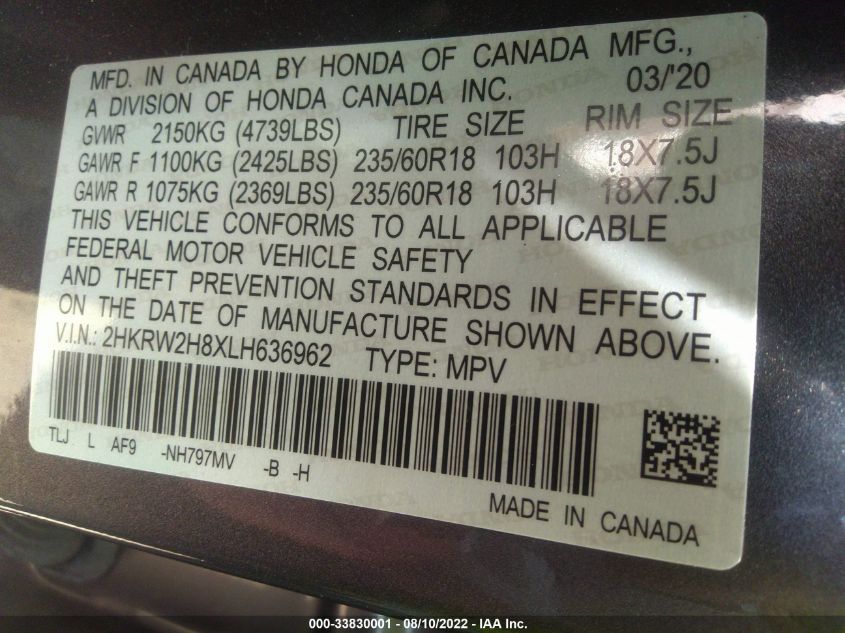 MFD. IN CANADA BY HONDA OF CANADA MFG.,
A DIVISION OF HONDA CANADA INC. 03/'20
GVWR 2150KG (4739LBS) TIRE SIZE RIM SIZE
GAWR F 1100KG (2425LBS) 235/60R18 103H 18X7.5J
GAWR R 1075KG (2369LBS) 235/60R18 103H 18X7.5J
THIS VEHICLE CONFORMS TO ALL APPLICABLE
FEDERAL MOTOR VEHICLE SAFETY
AND THEFT PREVENTION STANDARDS IN EFFECT
ON THE DATE OF MANUFACTURE SHOWN ABOVE.
V.I.N.: 2HKRW2H8XLH636962 TYPE: MPV
TLJ L AF9 -NH797MV -B -H
MADE IN CANADA
000-33830001 - 08/10/2022 - IAA Inc.